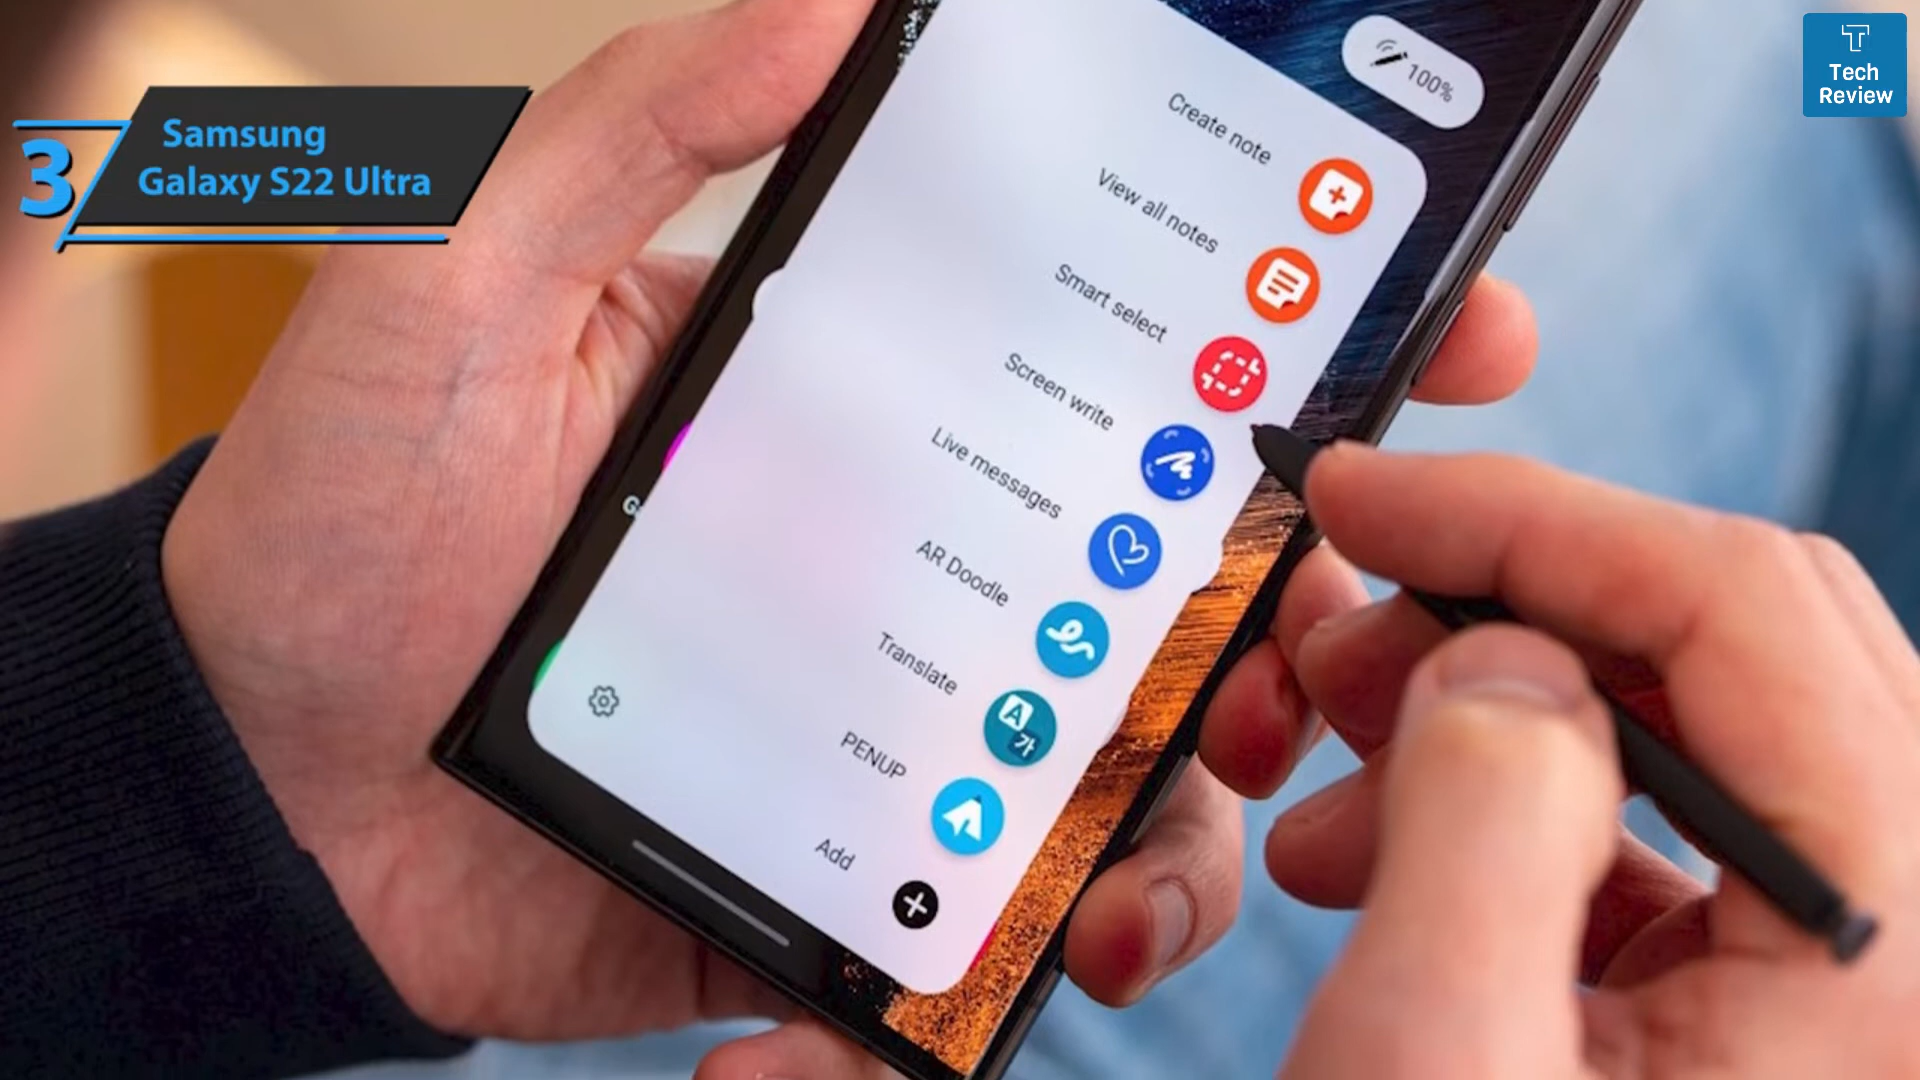 3
Samsung
Galaxy S22 Ultra
T
Tech
Review
100%
Create note
View all notes
Smart select
Screen write
Live messages
AR Doodle
Translate
A
가
PENUP
Add
G